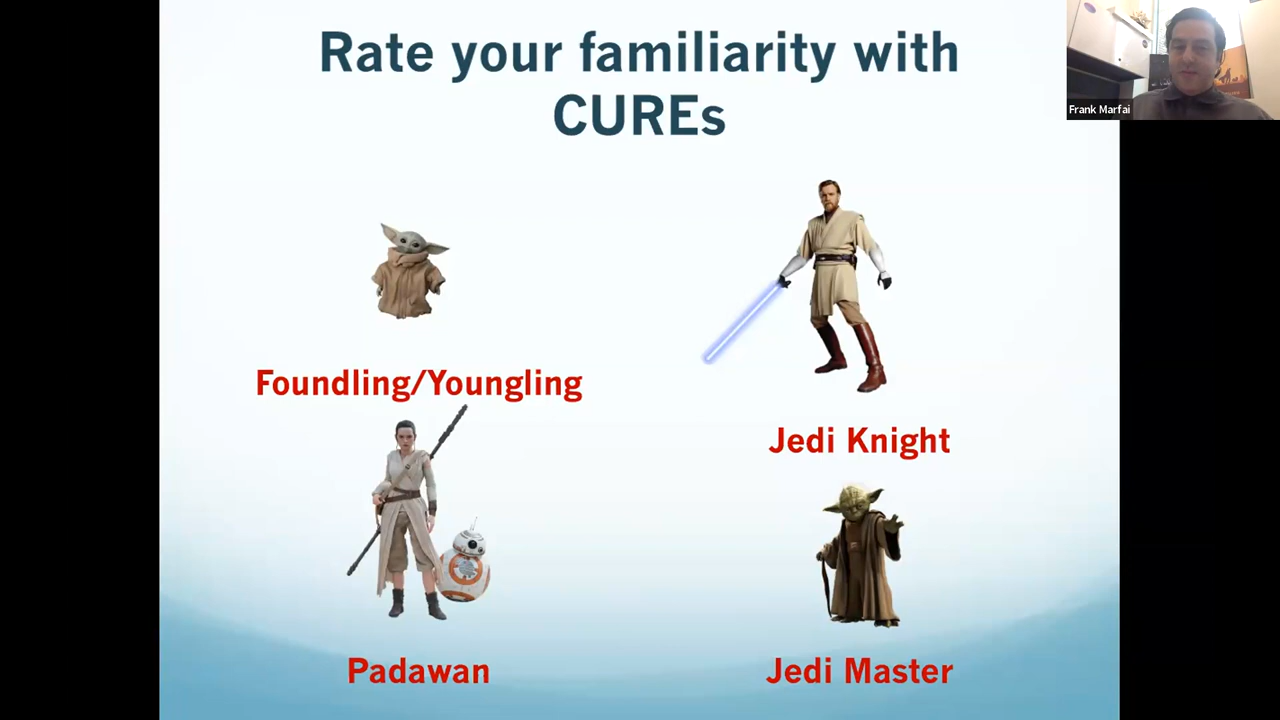 Rate your familiarity with
CUREs
Frank Marfai
Foundling/Youngling
Jedi Knight
Padawan
Jedi Master